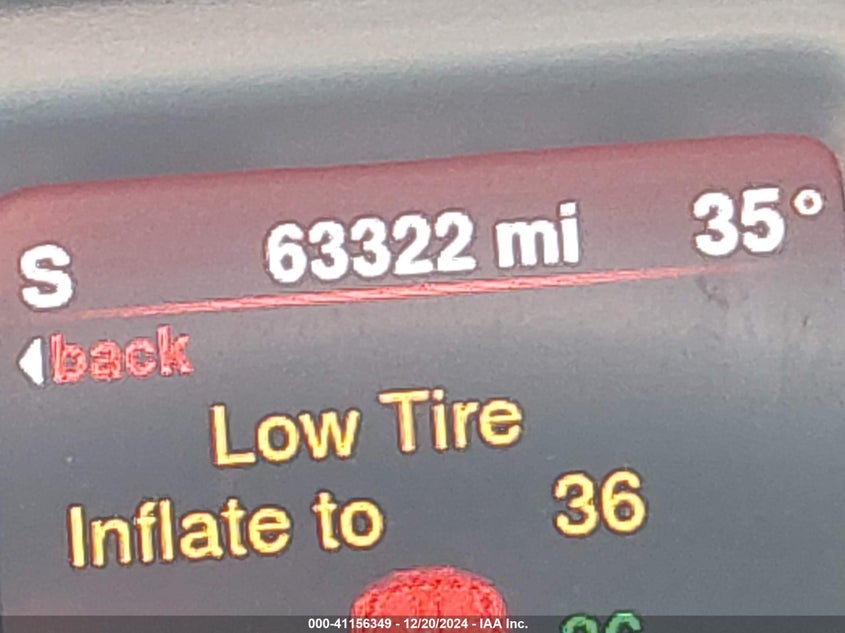 S 63322 mi 35°
back
Low Tire
Inflate to 36
000-41156349 - 12/20/2024 - IAA Inc.